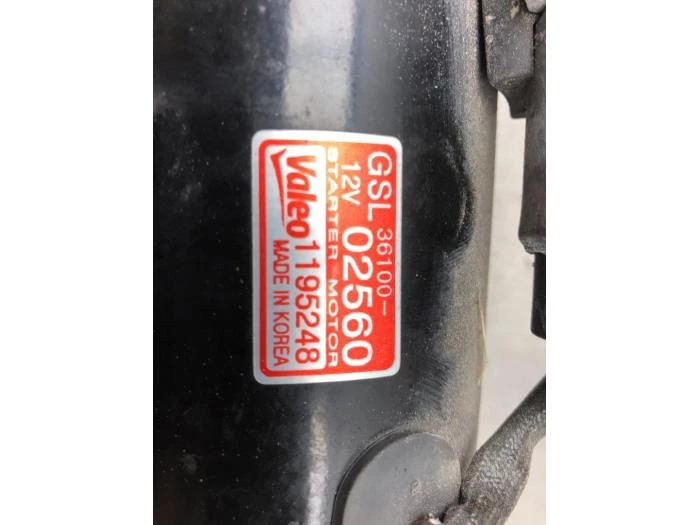 GSL 36100-
12V 02560
STARTER MOTOR
Valeo 1195248
MADE IN KOREA